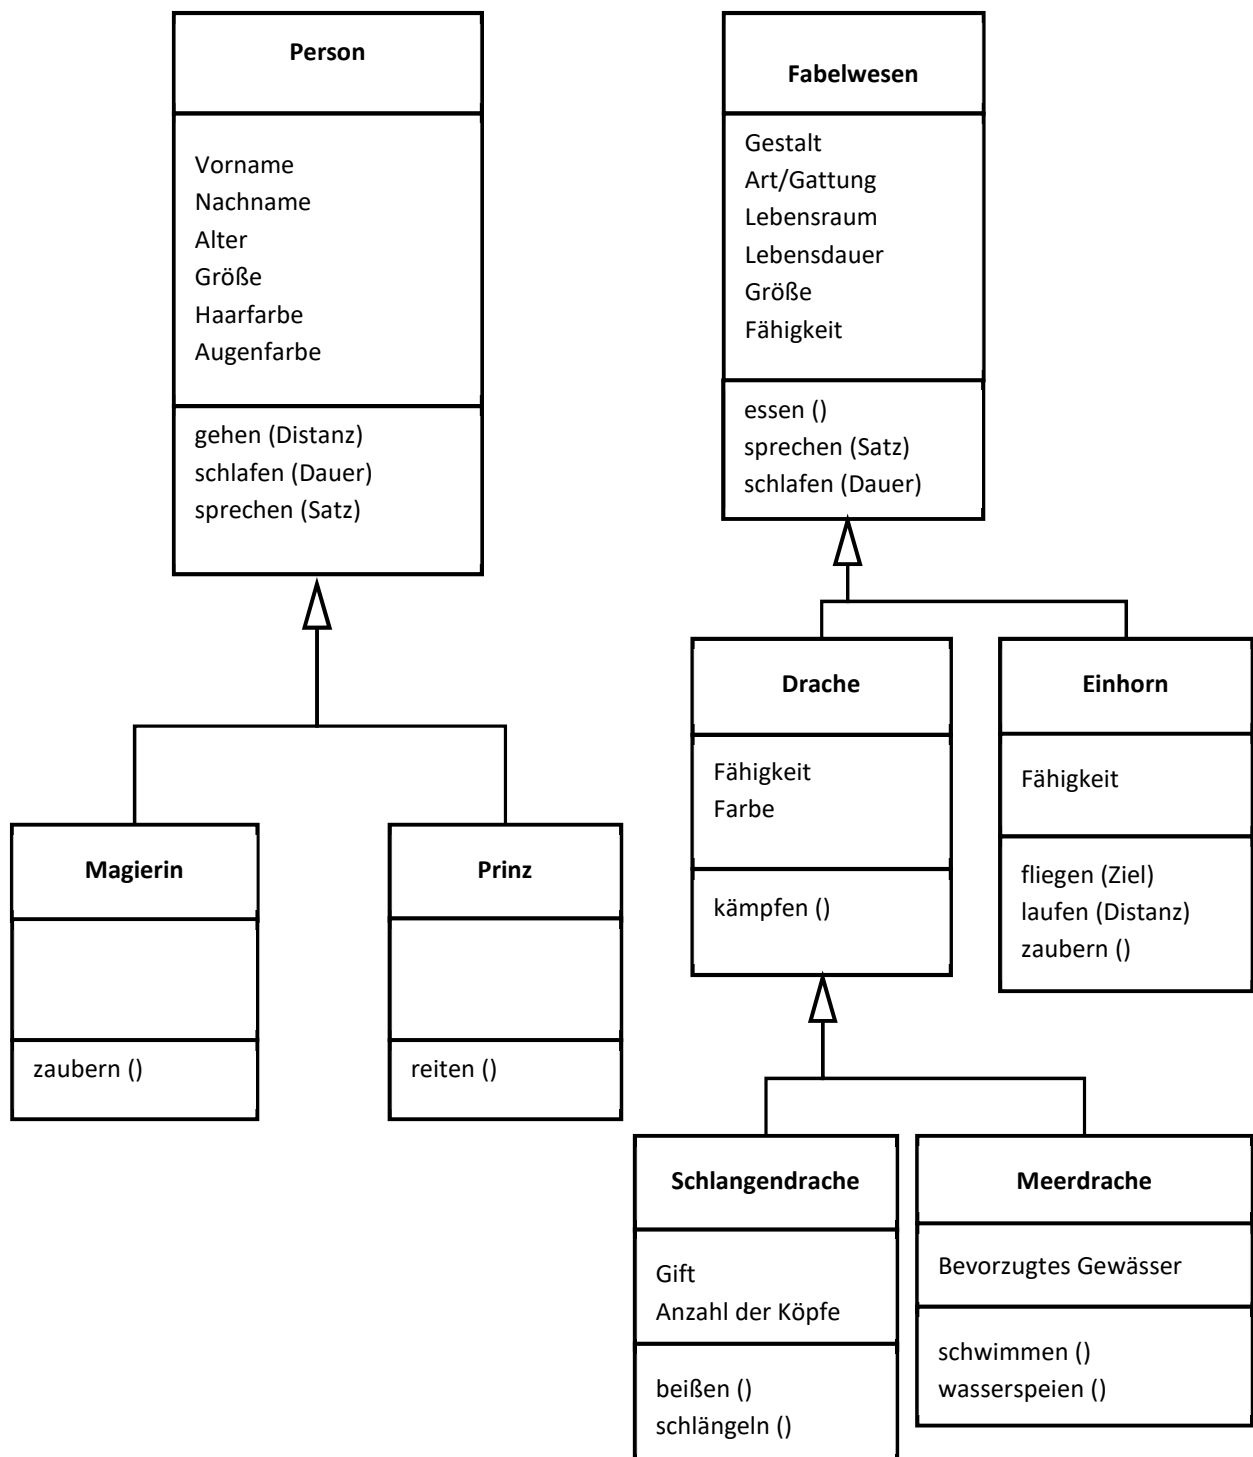 Person
Vorname
Nachname
Alter
Größe
Haarfarbe
Augenfarbe
gehen (Distanz)
schlafen (Dauer)
sprechen (Satz)
Fabelwesen
Gestalt
Art/Gattung
Lebensraum
Lebensdauer
Größe
Fähigkeit
essen ()
sprechen (Satz)
schlafen (Dauer)
Magierin
zaubern ()
Prinz
reiten ()
Drache
Fähigkeit
Farbe
kämpfen ()
Einhorn
Fähigkeit
fliegen (Ziel)
laufen (Distanz)
zaubern ()
Schlangendrache
Gift
Anzahl der Köpfe
beißen ()
schlängeln ()
Meerdrache
Bevorzugtes Gewässer
schwimmen ()
wasserspeien ()